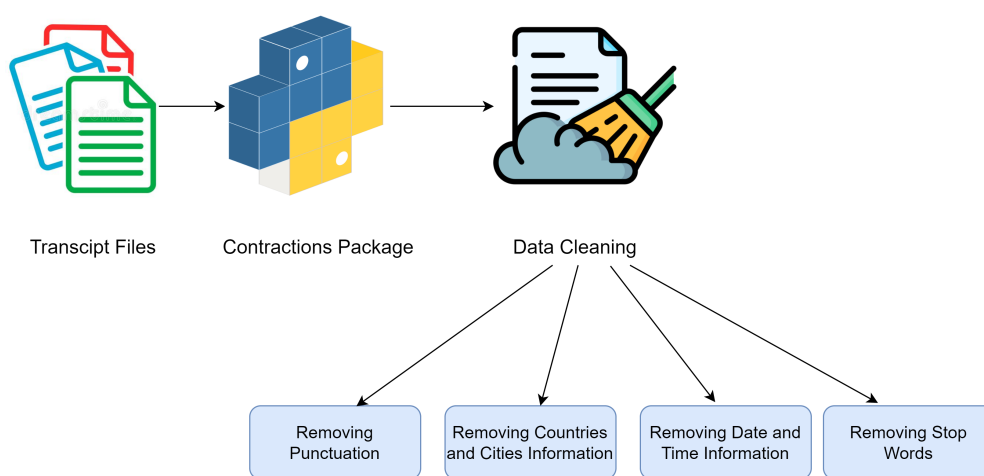 Transcipt Files
Contractions Package
Data Cleaning
Removing
Punctuation
Removing Countries
and Cities Information
Removing Date and
Time Information
Removing Stop
Words